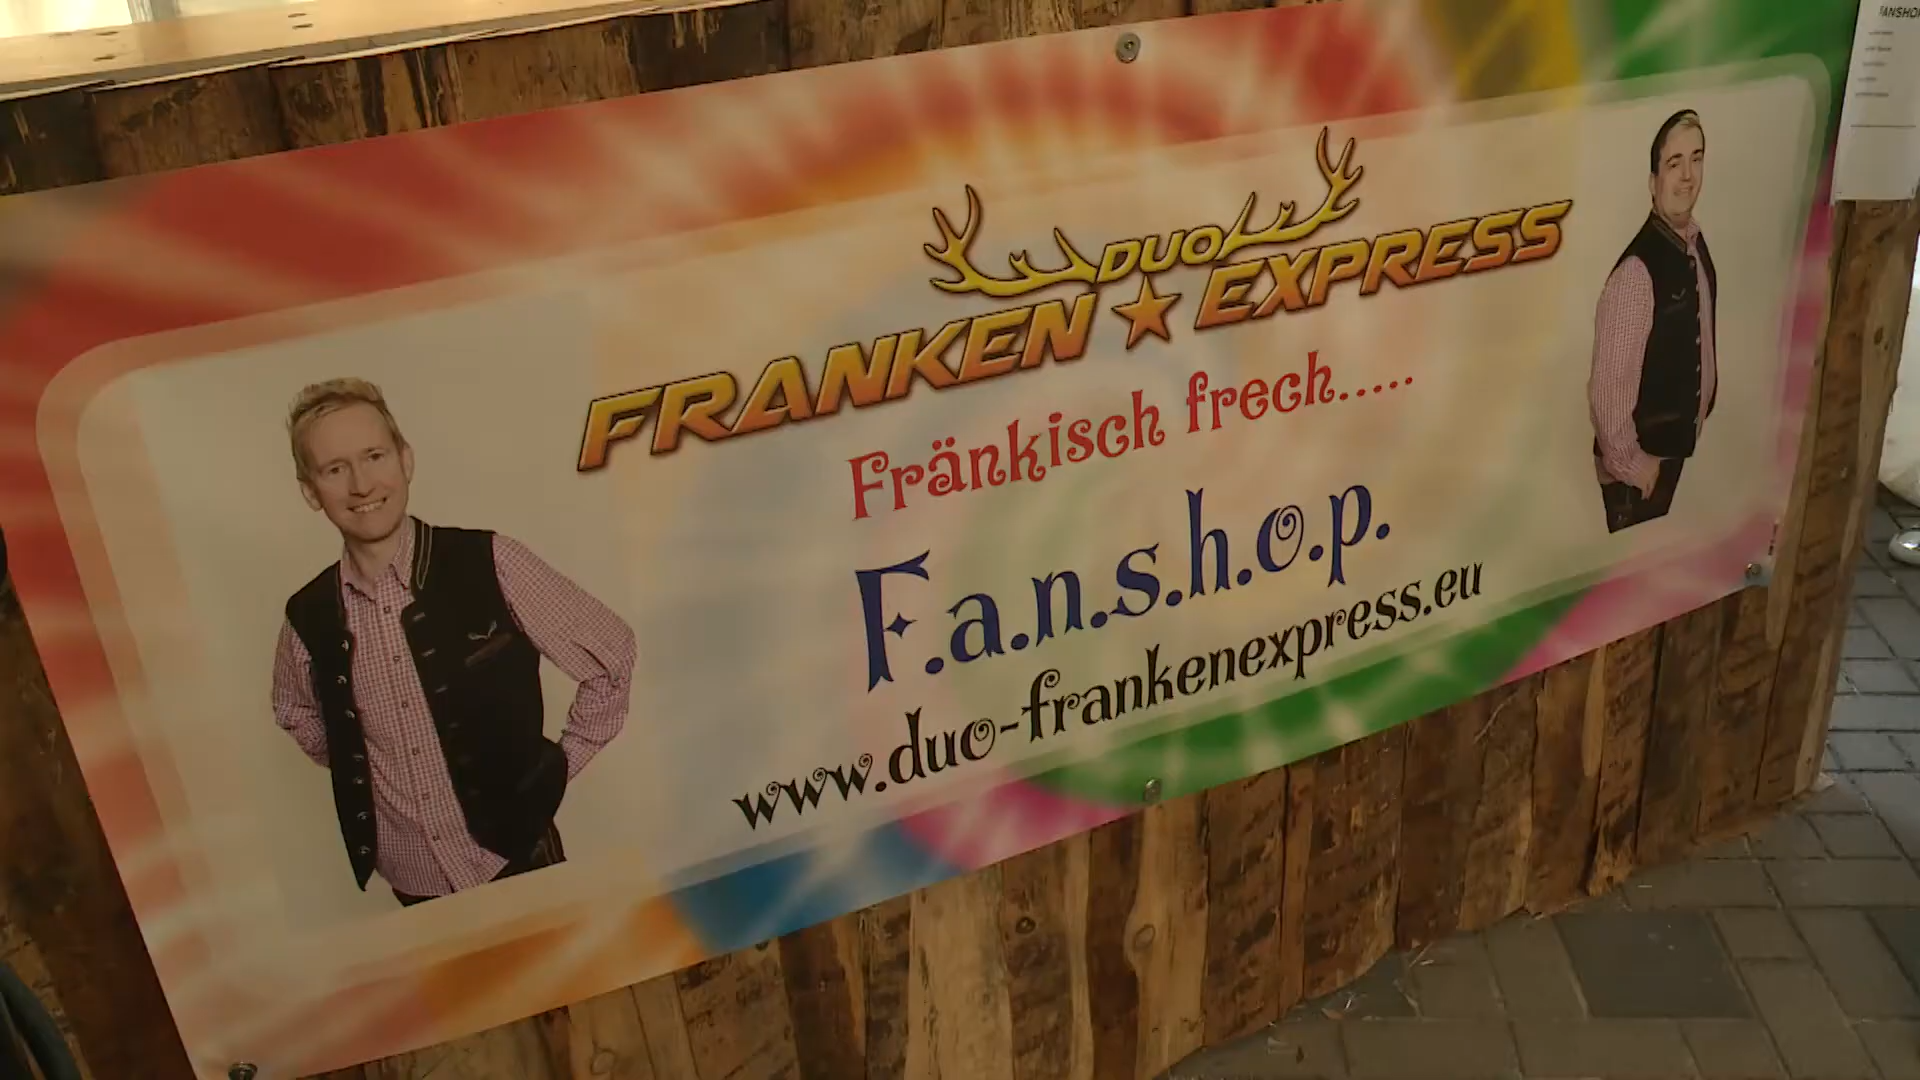 DUO
FRANKEN EXPRESS
Fränkisch frech.....
F.a.n.s.h.o.p.
www.duo-frankenexpress.eu